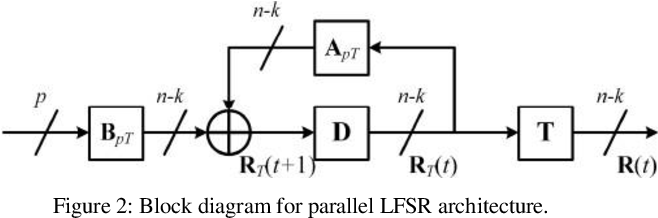 n-k
A_pT
p
n-k
n-k
n-k
B_pT
D
T
R_T(t+1)
R_T(t)
R(t)
Figure 2: Block diagram for parallel LFSR architecture.